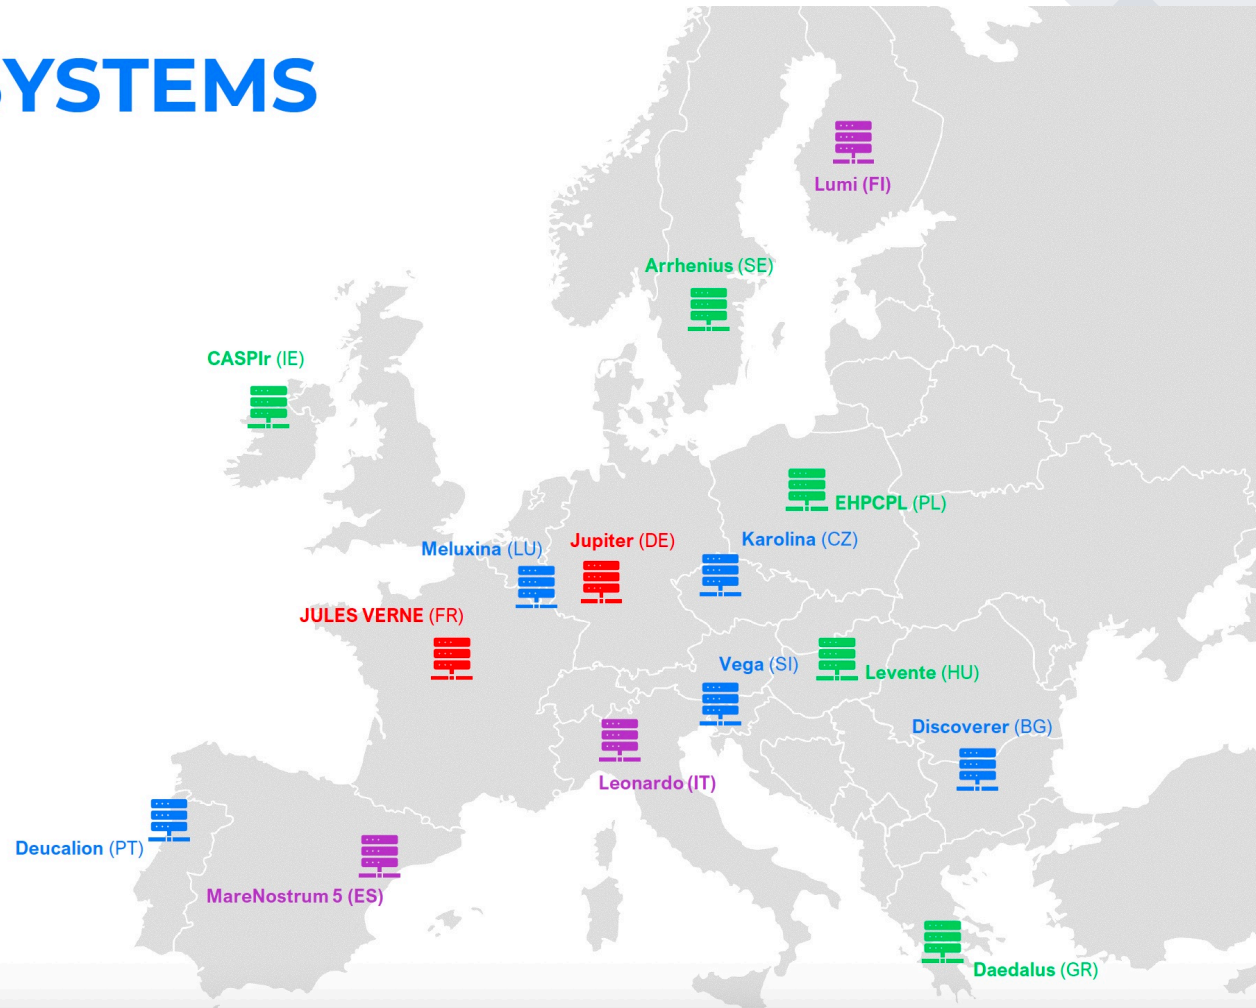 SYSTEMS
Lumi (FI)
Arrhenius (SE)
CASPIr (IE)
EHPCPL (PL)
Karolina (CZ)
Jupiter (DE)
Meluxina (LU)
JULES VERNE (FR)
Vega (SI)
Levente (HU)
Discoverer (BG)
Leonardo (IT)
Deucalion (PT)
MareNostrum 5 (ES)
Daedalus (GR)